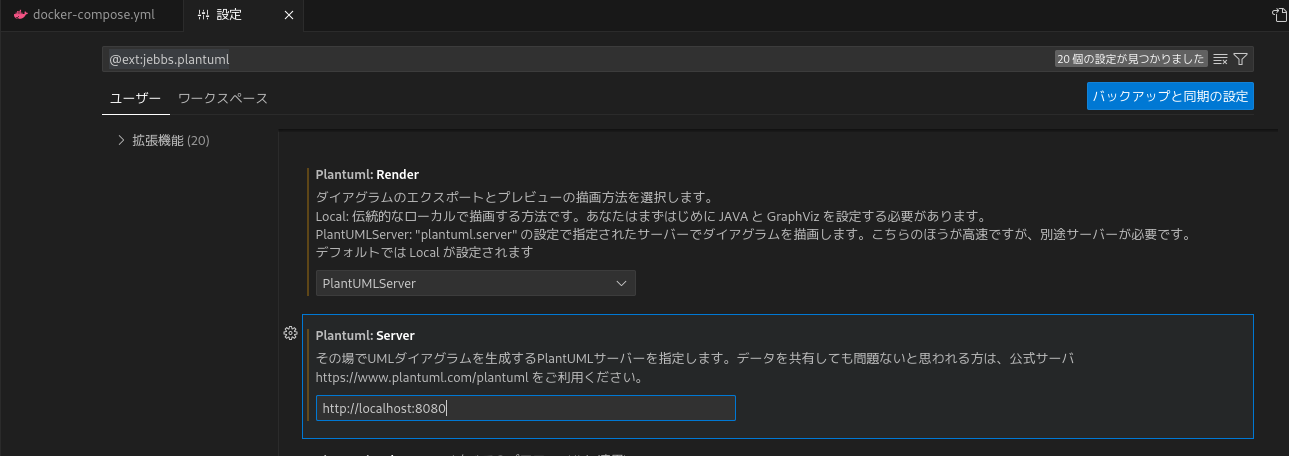 docker-compose.yml
設定
@ext:jebbs.plantuml
20 個の設定が見つかりました
ユーザー
ワークスペース
バックアップと同期の設定
拡張機能 (20)
Plantuml: Render
ダイアグラムのエクスポートとプレビューの描画方法を選択します。
Local: 伝統的なローカルで描画する方法です。あなたはまずはじめに JAVA と GraphViz を設定する必要があります。
PlantUMLServer: "plantuml.server" の設定で指定されたサーバーでダイアグラムを描画します。こちらのほうが高速ですが、別途サーバーが必要です。
デフォルトでは Local が設定されます
PlantUMLServer
Plantuml: Server
その場でUMLダイアグラムを生成するPlantUMLサーバーを指定します。データを共有しても問題ないと思われる方は、公式サーバ
https://www.plantuml.com/plantuml をご利用ください。
http://localhost:8080